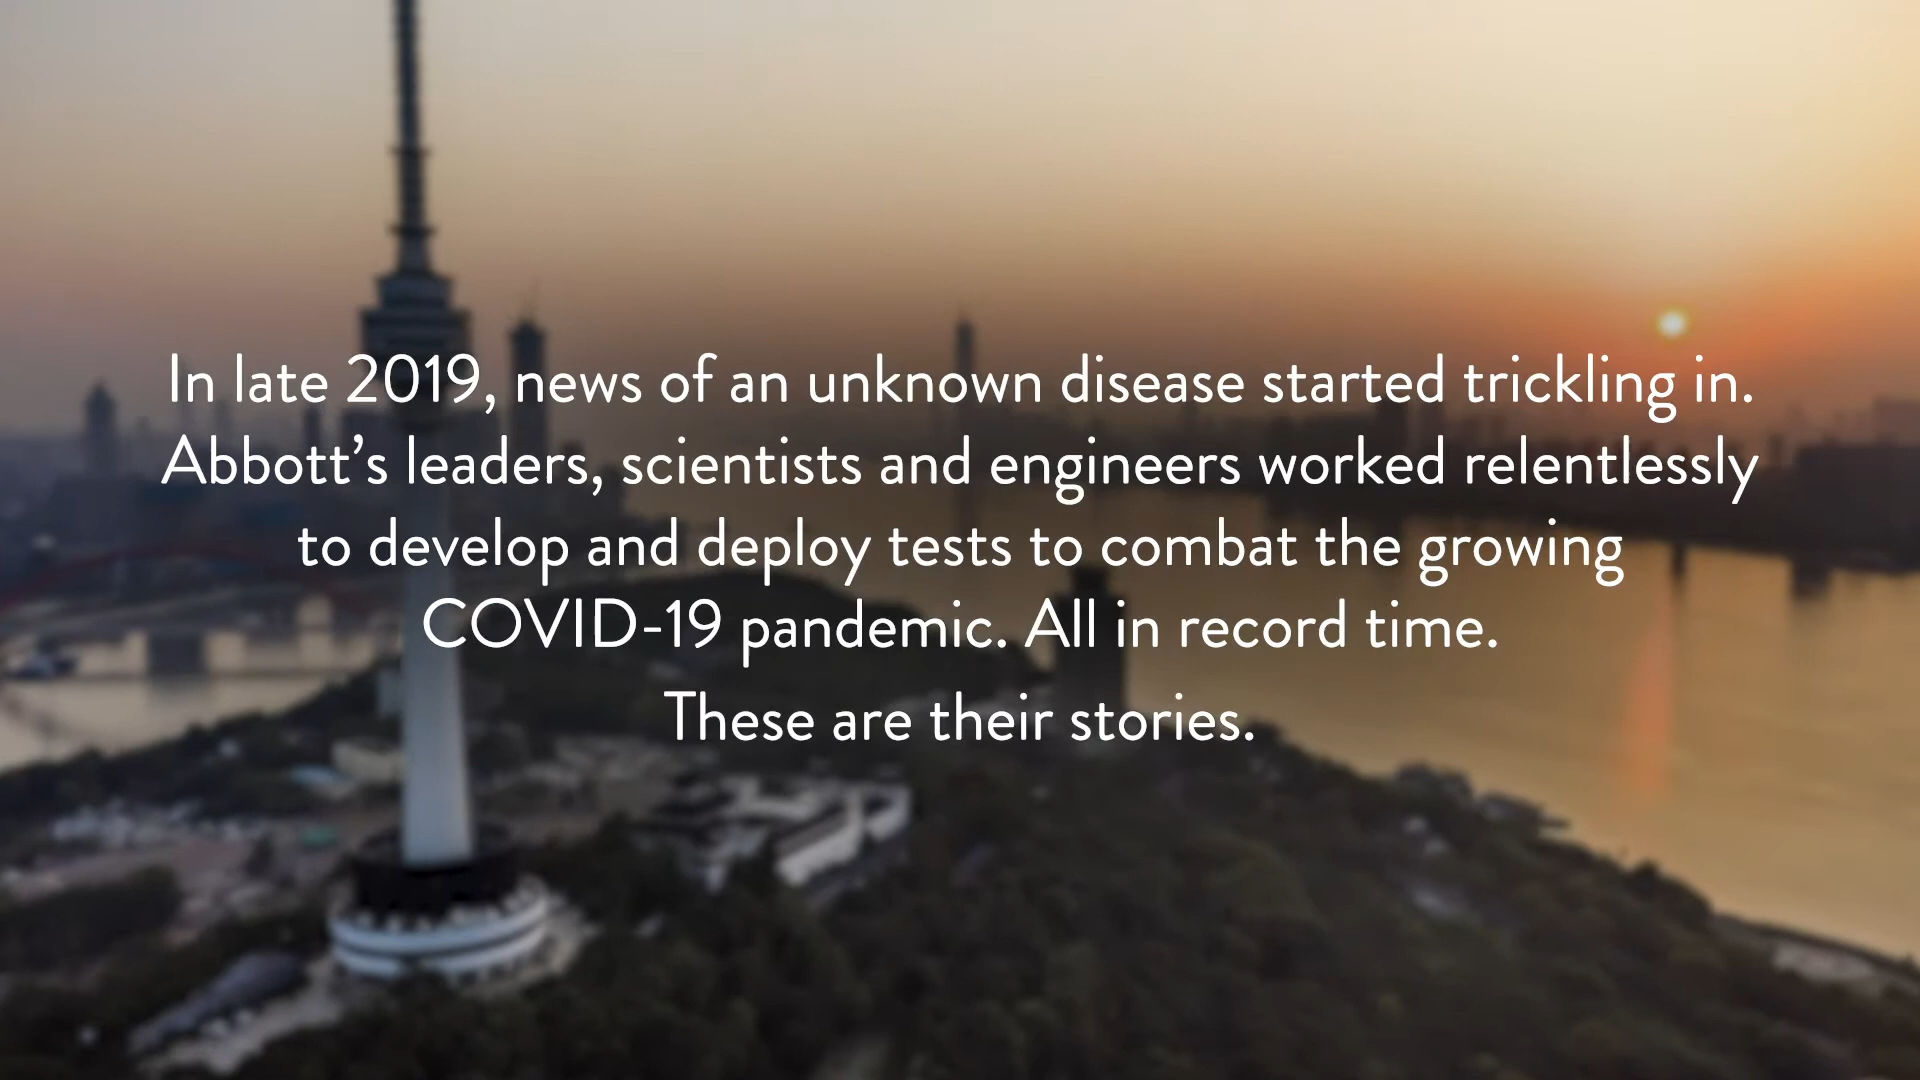 In late 2019, news of an unknown disease started trickling in.
Abbott’s leaders, scientists and engineers worked relentlessly
to develop and deploy tests to combat the growing
COVID-19 pandemic. All in record time.
These are their stories.